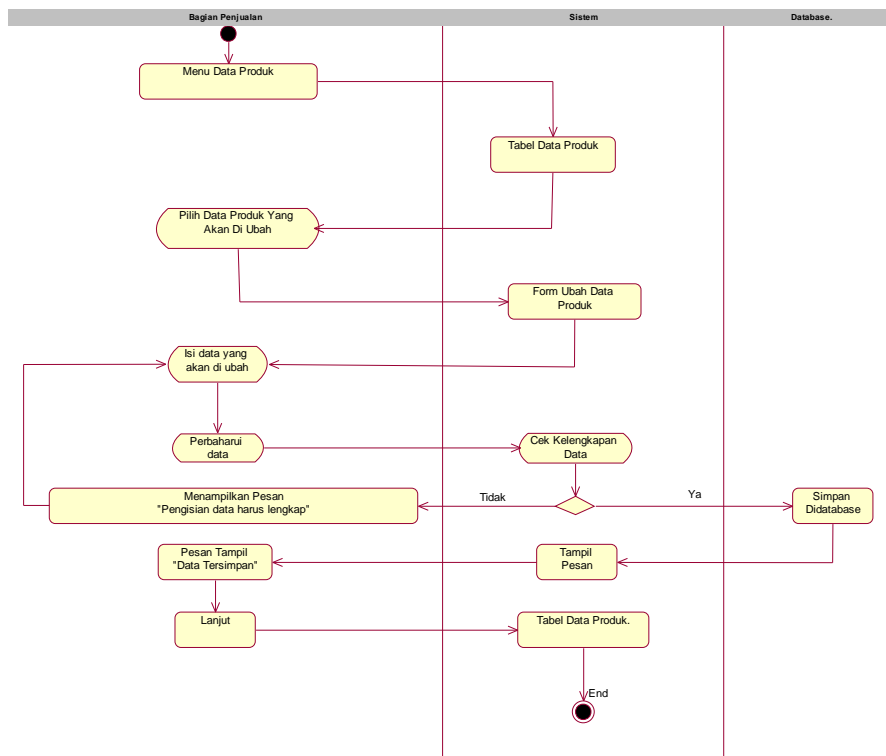 Bagian Penjualan
Sistem
Database.
Menu Data Produk
Tabel Data Produk
Pilih Data Produk Yang
Akan Di Ubah
Form Ubah Data
Produk
Isi data yang
akan di ubah
Perbaharui
data
Cek Kelengkapan
Data
Tidak
Ya
Menampilkan Pesan
"Pengisian data harus lengkap"
Simpan
Didatabase
Pesan Tampil
"Data Tersimpan"
Tampil
Pesan
Lanjut
Tabel Data Produk.
End